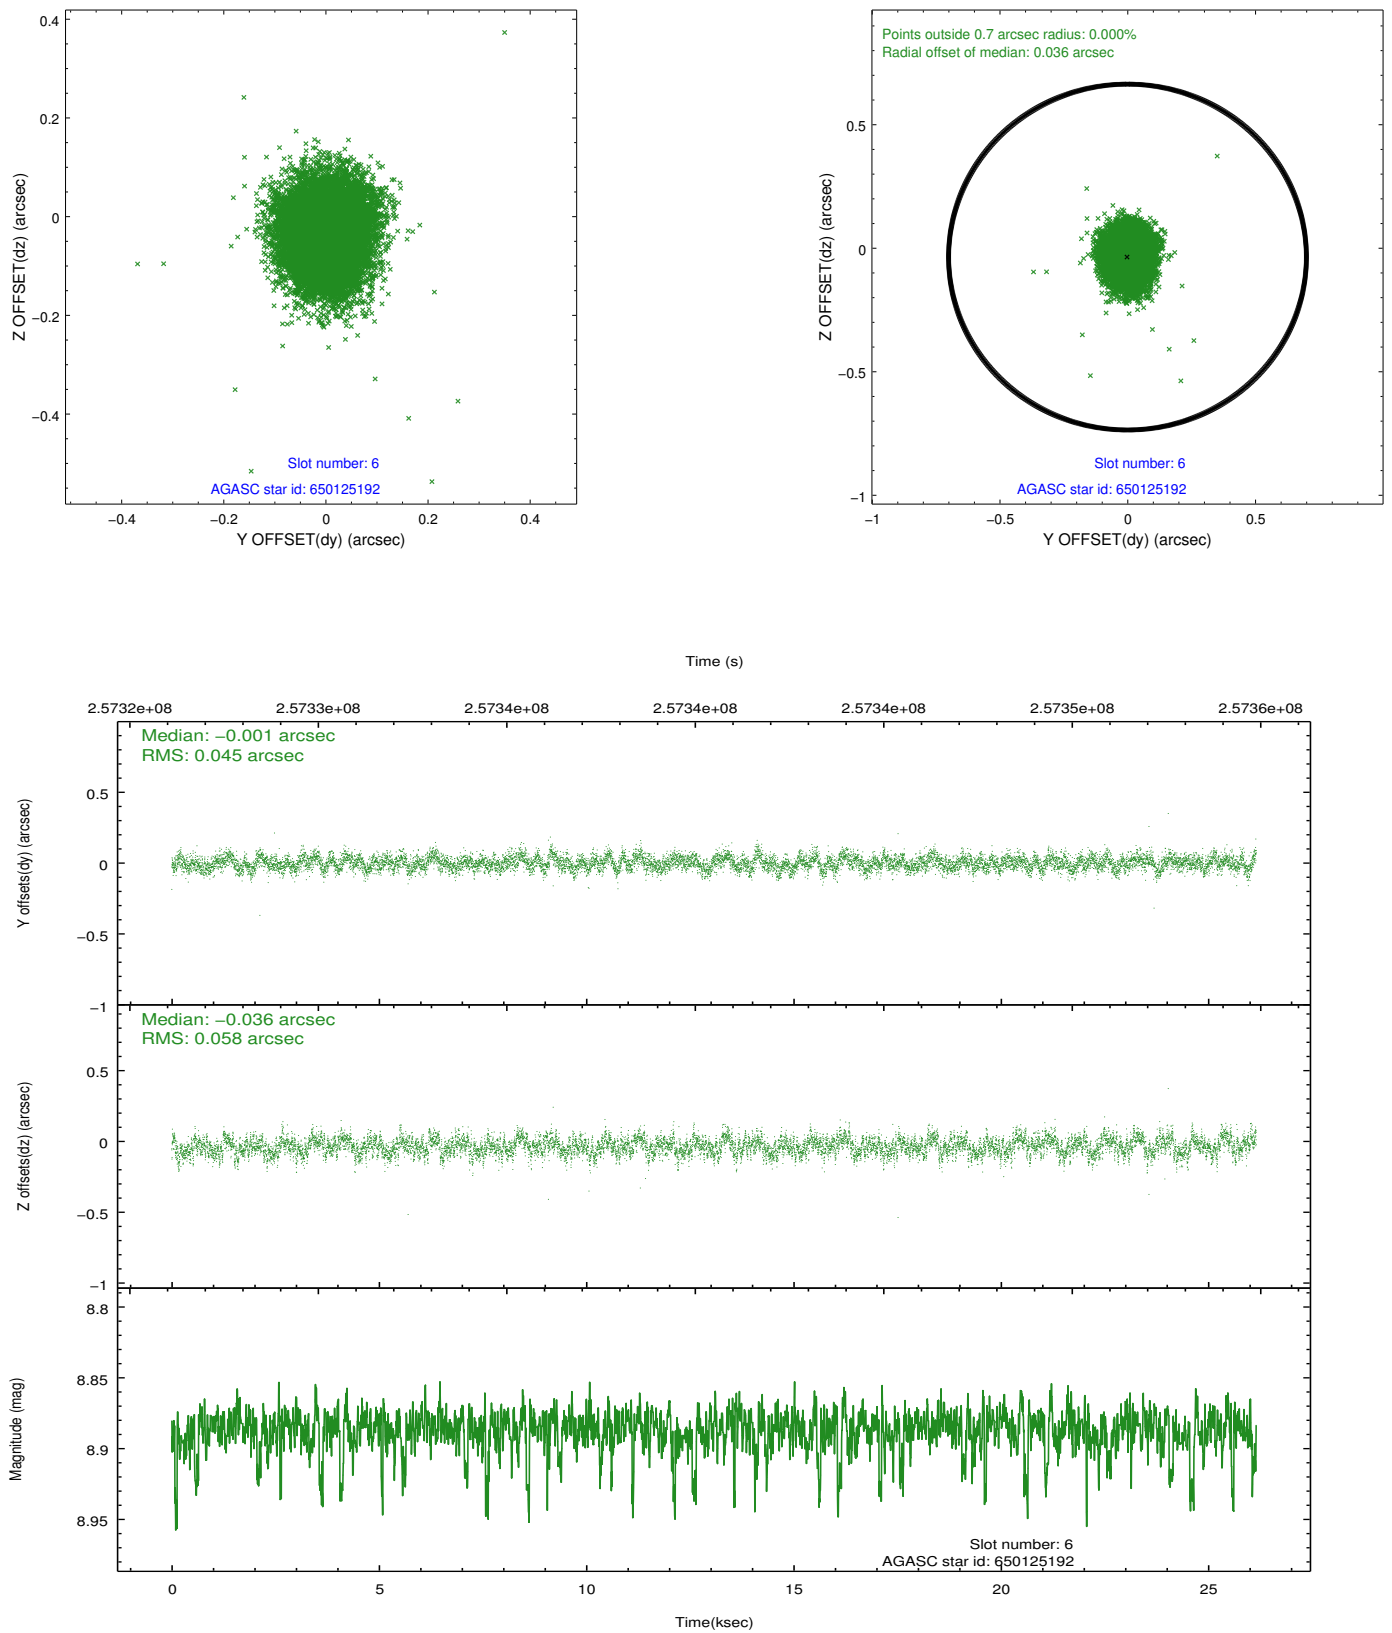 0.4
0.2
0
−0.2
−0.4
Z OFFSET(dz) (arcsec)
Slot number: 6
AGASC star id: 650125192
−0.4 −0.2 0 0.2 0.4
Y OFFSET(dy) (arcsec)
Points outside 0.7 arcsec radius: 0.000%
Radial offset of median: 0.036 arcsec
0.5
0
−0.5
−1
Z OFFSET(dz) (arcsec)
Slot number: 6
AGASC star id: 650125192
−1 −0.5 0 0.5
Y OFFSET(dy) (arcsec)
Time (s)
2.5732e+08 2.5733e+08 2.5734e+08 2.5734e+08 2.5734e+08 2.5735e+08 2.5736e+08
Median: −0.001 arcsec
RMS: 0.045 arcsec
0.5
0
−0.5
−1
Y offsets(dy) (arcsec)
Median: −0.036 arcsec
RMS: 0.058 arcsec
0.5
0
−0.5
−1
Z offsets(dz) (arcsec)
8.8
8.85
8.9
8.95
Magnitude (mag)
Slot number: 6
AGASC star id: 650125192
0 5 10 15 20 25
Time(ksec)